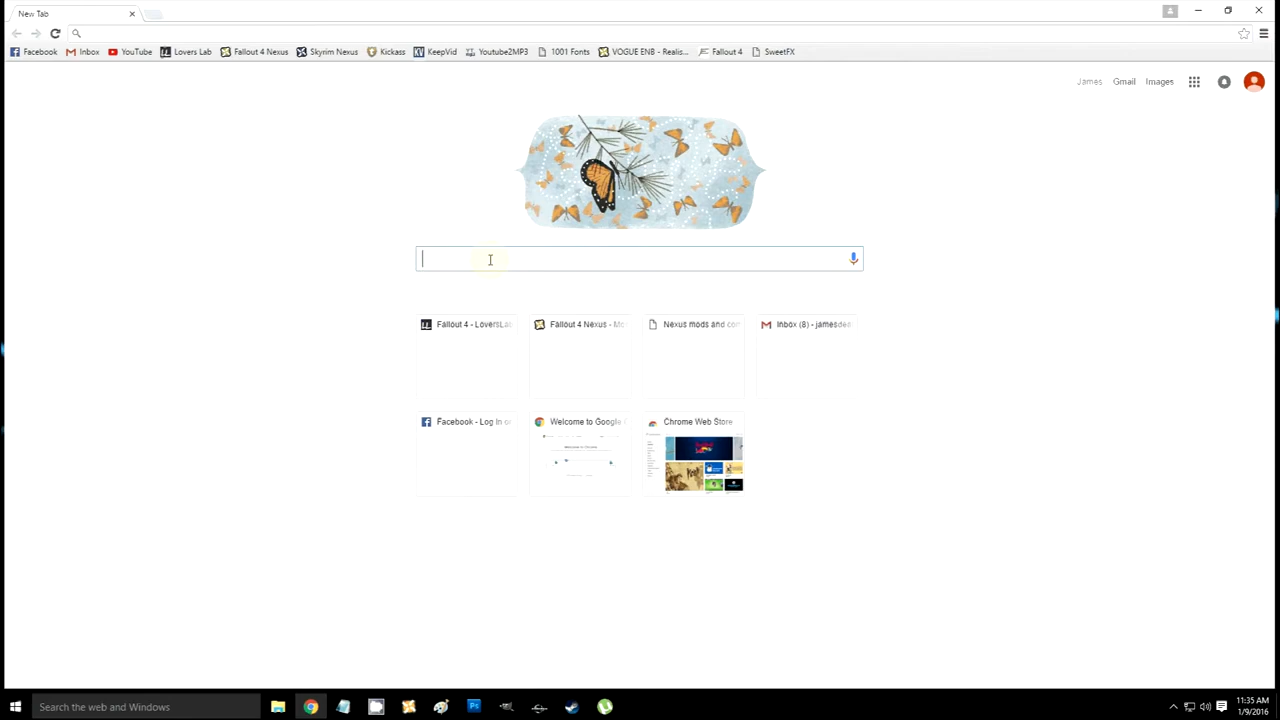 New Tab
Facebook Inbox YouTube Lovers Lab Fallout 4 Nexus Skyrim Nexus Kickass KeepVid Youtube2MP3 1001 Fonts VOGUE ENB - Realis... Fallout 4 SweetFX
James Gmail Images
Fallout 4 - LoversLa Fallout 4 Nexus - Mo Nexus mods and con Inbox (8) - jamesdea
Facebook - Log In or Welcome to Google Chrome Web Store
Search the web and Windows
11:35 AM
1/9/2016